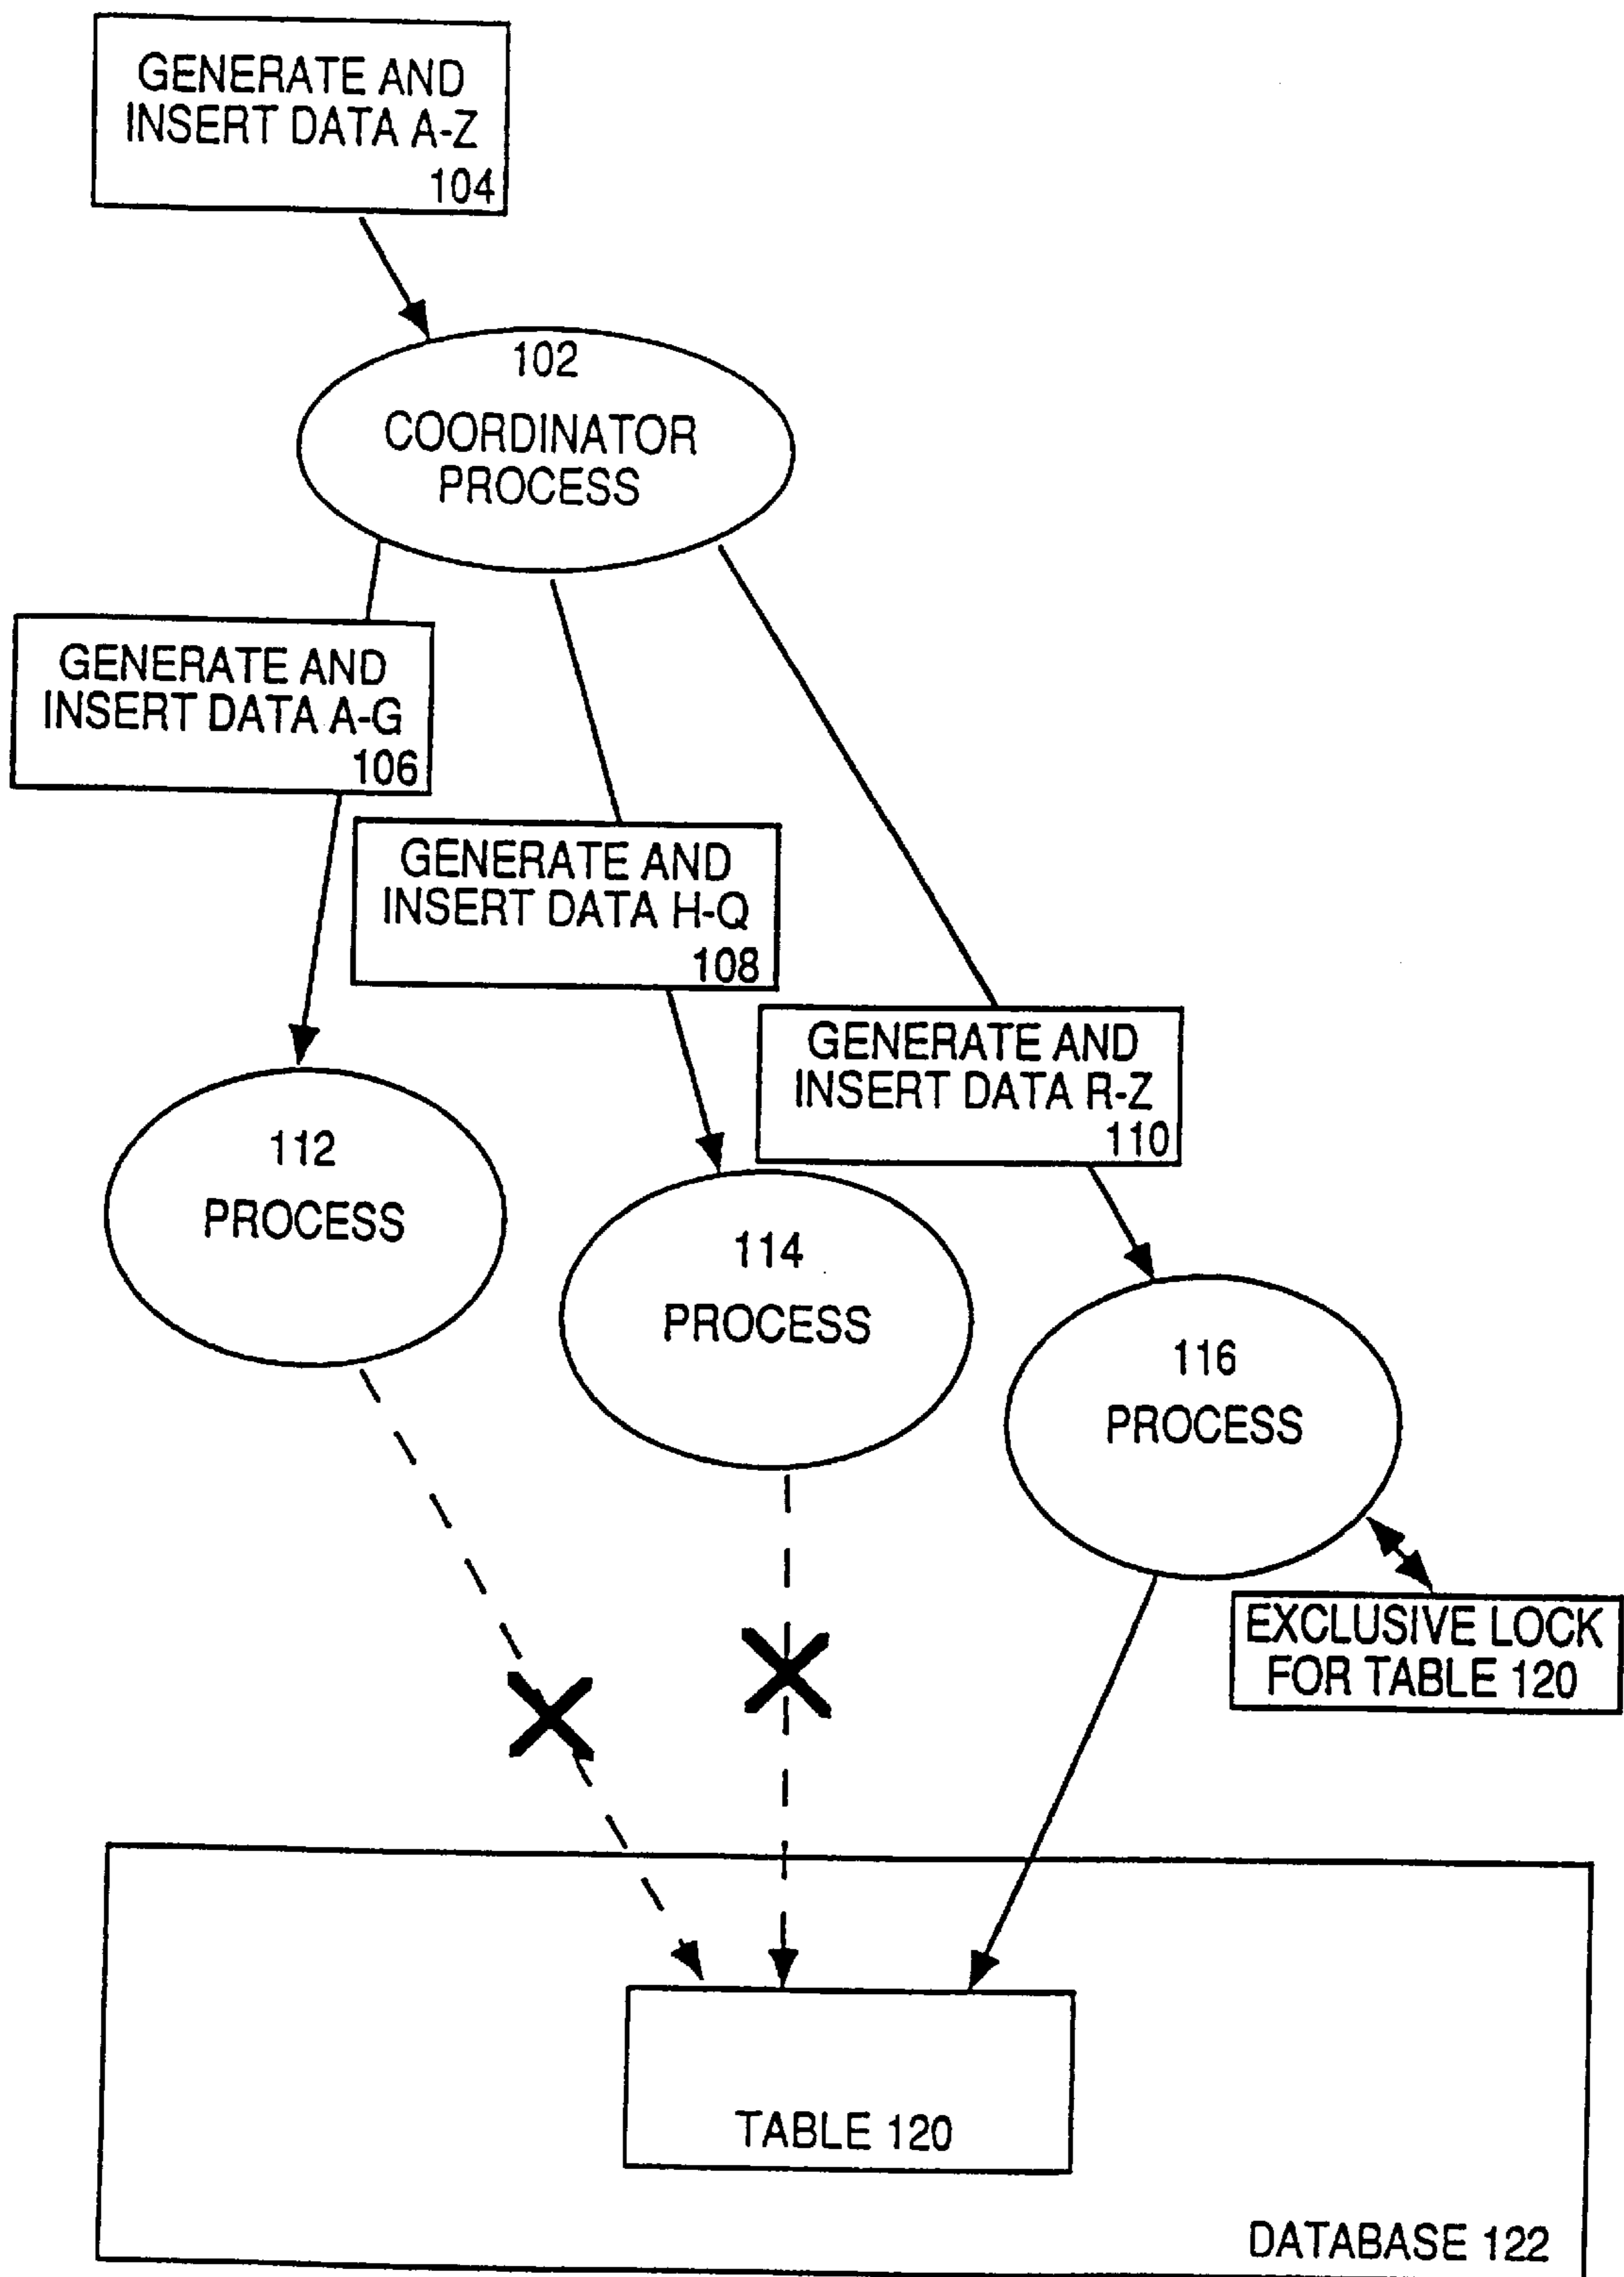 GENERATE AND
INSERT DATA A-Z
104
102
COORDINATOR
PROCESS
GENERATE AND
INSERT DATA A-G
106
GENERATE AND
INSERT DATA H-Q
108
GENERATE AND
INSERT DATA R-Z
110
112
PROCESS
114
PROCESS
116
PROCESS
EXCLUSIVE LOCK
FOR TABLE 120
TABLE 120
DATABASE 122